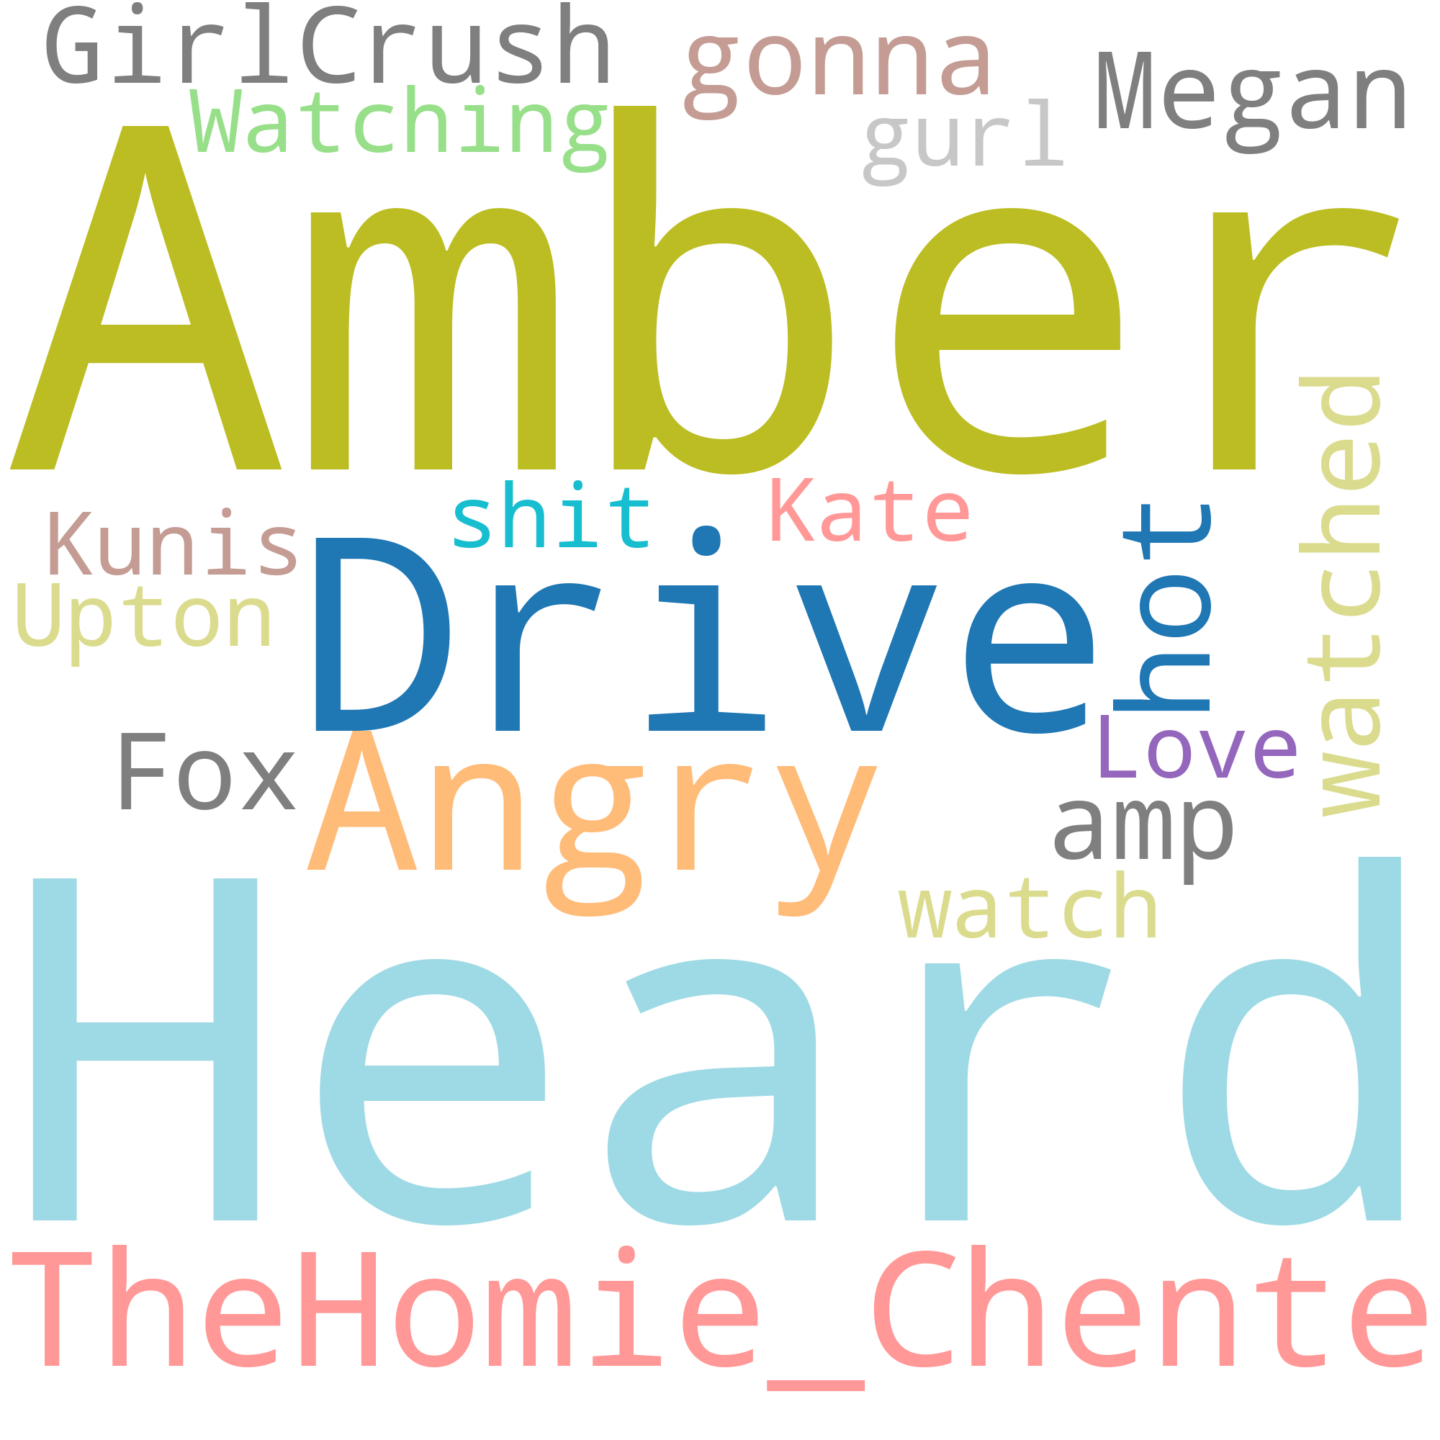 GirlCrush
gonna
Megan
Watching
gurl
Amber
watched
Kunis
shit
Kate
hot
Drive
Upton
Fox
Angry
Love
amp
watch
Heard
TheHomie_Chente